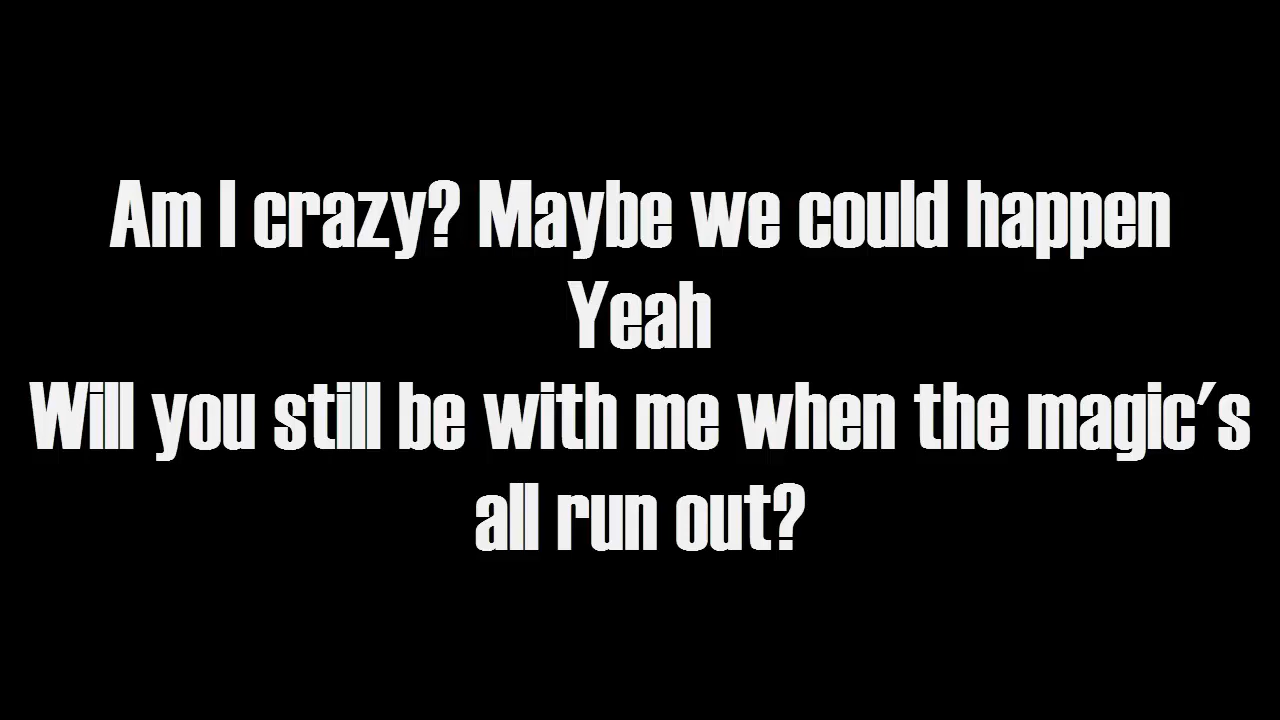 Am I crazy? Maybe we could happen
Yeah
Will you still be with me when the magic's
all run out?